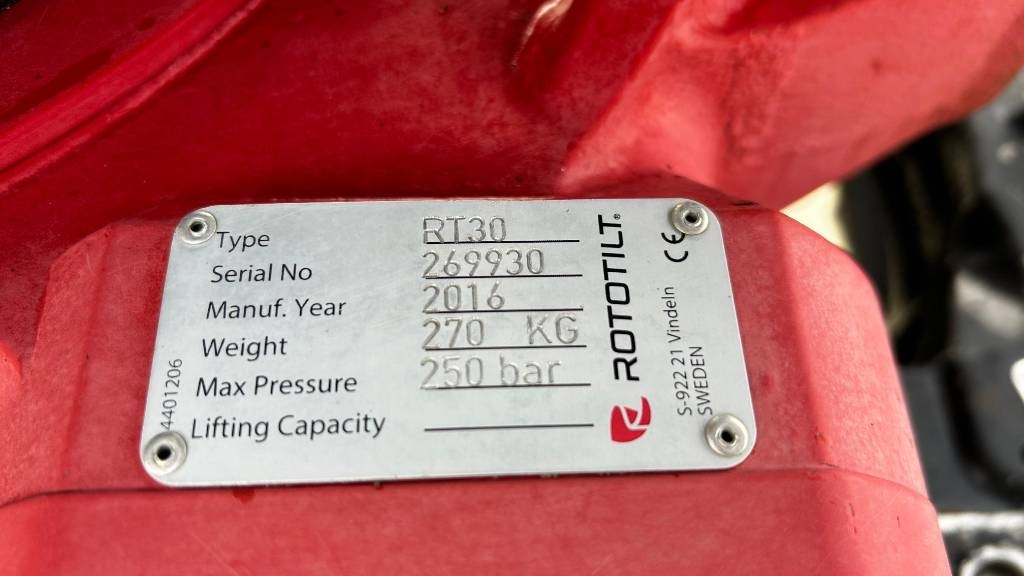 Type RT30
Serial No 269930
Manuf. Year 2016
Weight 270 KG
Max Pressure 250 bar
Lifting Capacity
4401206
ROTOTILT®
CE
S-922 21 Vindeln
SWEDEN